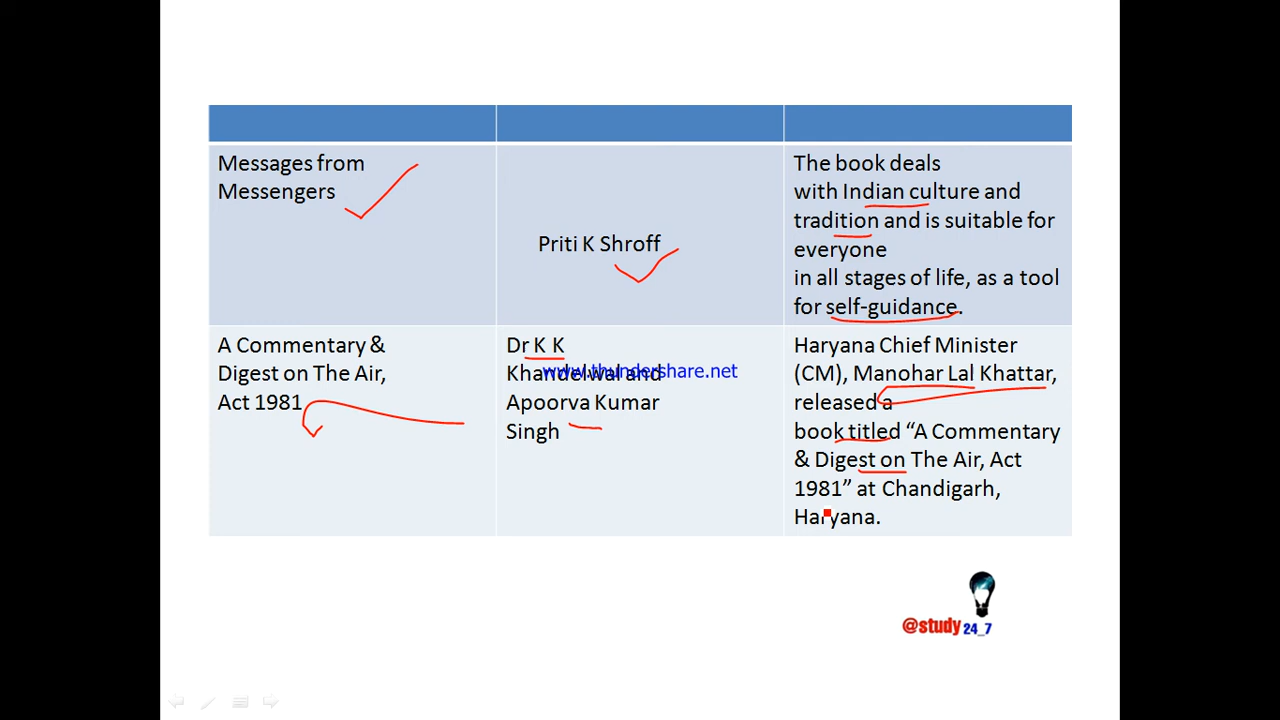 Messages from
Messengers
Priti K Shroff
The book deals
with Indian culture and
tradition and is suitable for
everyone
in all stages of life, as a tool
for self-guidance.
A Commentary &
Digest on The Air,
Act 1981
Dr K K
Khandelwal and
Apoorva Kumar
Singh
www.thundershare.net
Haryana Chief Minister
(CM), Manohar Lal Khattar,
released a
book titled “A Commentary
& Digest on The Air, Act
1981” at Chandigarh,
Haryana.
@study 24_7